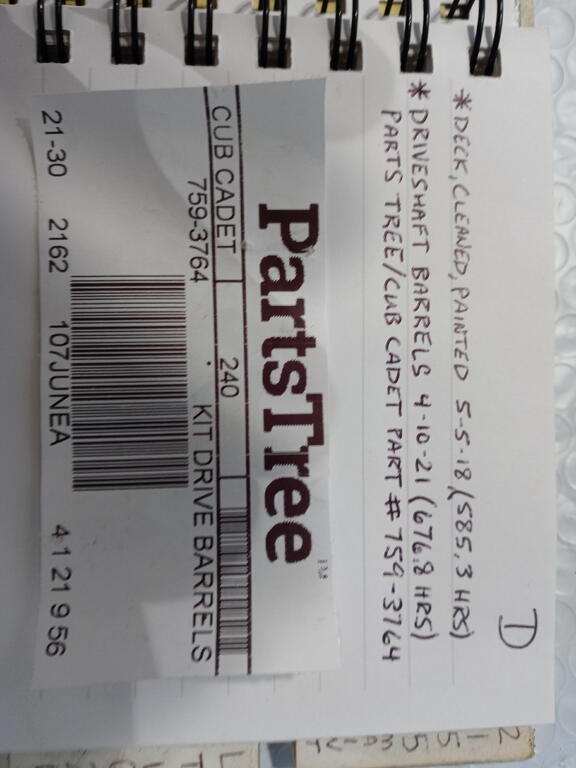 D
* DECK, CLEANED, PAINTED 5-5-18 (585.3 HRS)
* DRIVESHAFT BARRELS 4-10-21 (676.8 HRS)
PARTS TREE/CUB CADET PART # 759-3764
PartsTree™
CUB CADET 240
759-3764 KIT DRIVE BARRELS
21-30 2162 107JUNEA 4 1 21 9 56